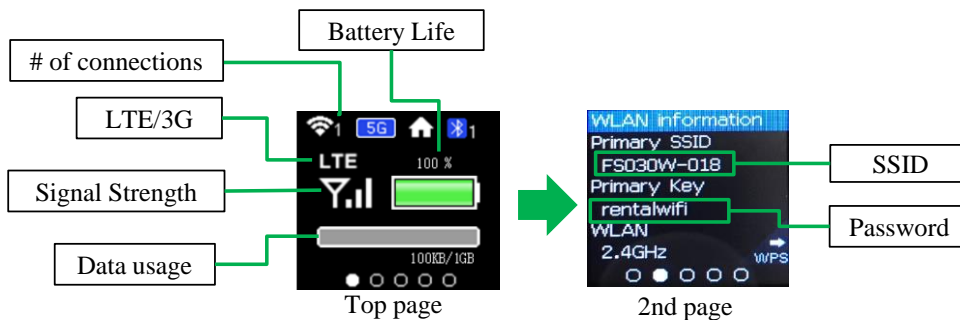 Battery Life
# of connections
LTE/3G
Signal Strength
Data usage
1 5G 1
LTE
100 %
100KB/1GB
Top page
WLAN information
Primary SSID
FS030W-018
Primary Key
rentalwifi
WLAN
2.4GHz
WPS
2nd page
SSID
Password